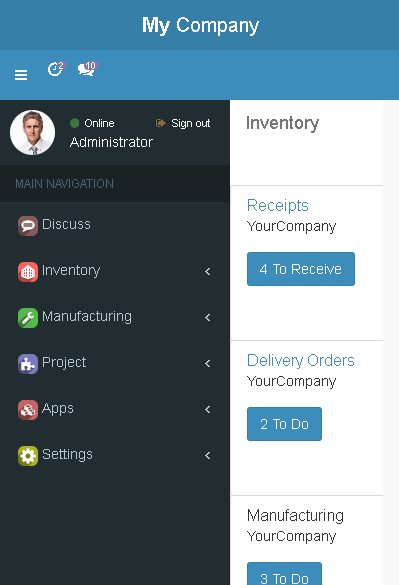 My Company
2 10
Online Sign out
Administrator
MAIN NAVIGATION
Discuss
Inventory
Manufacturing
Project
Apps
Settings
Inventory
Receipts
YourCompany
4 To Receive
Delivery Orders
YourCompany
2 To Do
Manufacturing
YourCompany
3 To Do